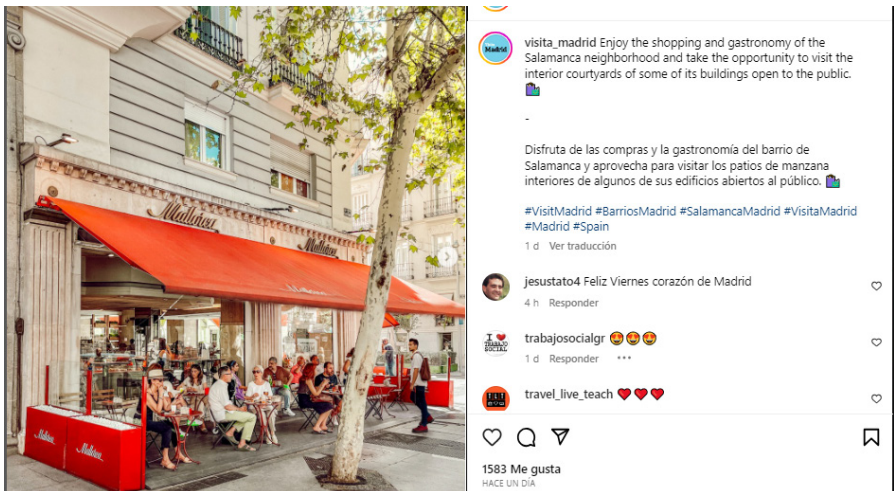 Mallorca
Mallorca
Mallorca
Mallorca
Mallorca
visita_madrid Enjoy the shopping and gastronomy of the
Salamanca neighborhood and take the opportunity to visit the
interior courtyards of some of its buildings open to the public.
🛍️
-
Disfruta de las compras y la gastronomía del barrio de
Salamanca y aprovecha para visitar los patios de manzana
interiores de algunos de sus edificios abiertos al público. 🛍️
#VisitMadrid #BarriosMadrid #SalamancaMadrid #VisitaMadrid
#Madrid #Spain
1 d Ver traducción
jesustato4 Feliz Viernes corazón de Madrid
4 h Responder
trabajosocialgr 😍😍😍
1 d Responder •••
travel_live_teach ❤️❤️❤️
1583 Me gusta
HACE UN DÍA
Madrid
I ❤ TRABAJO SOCIAL